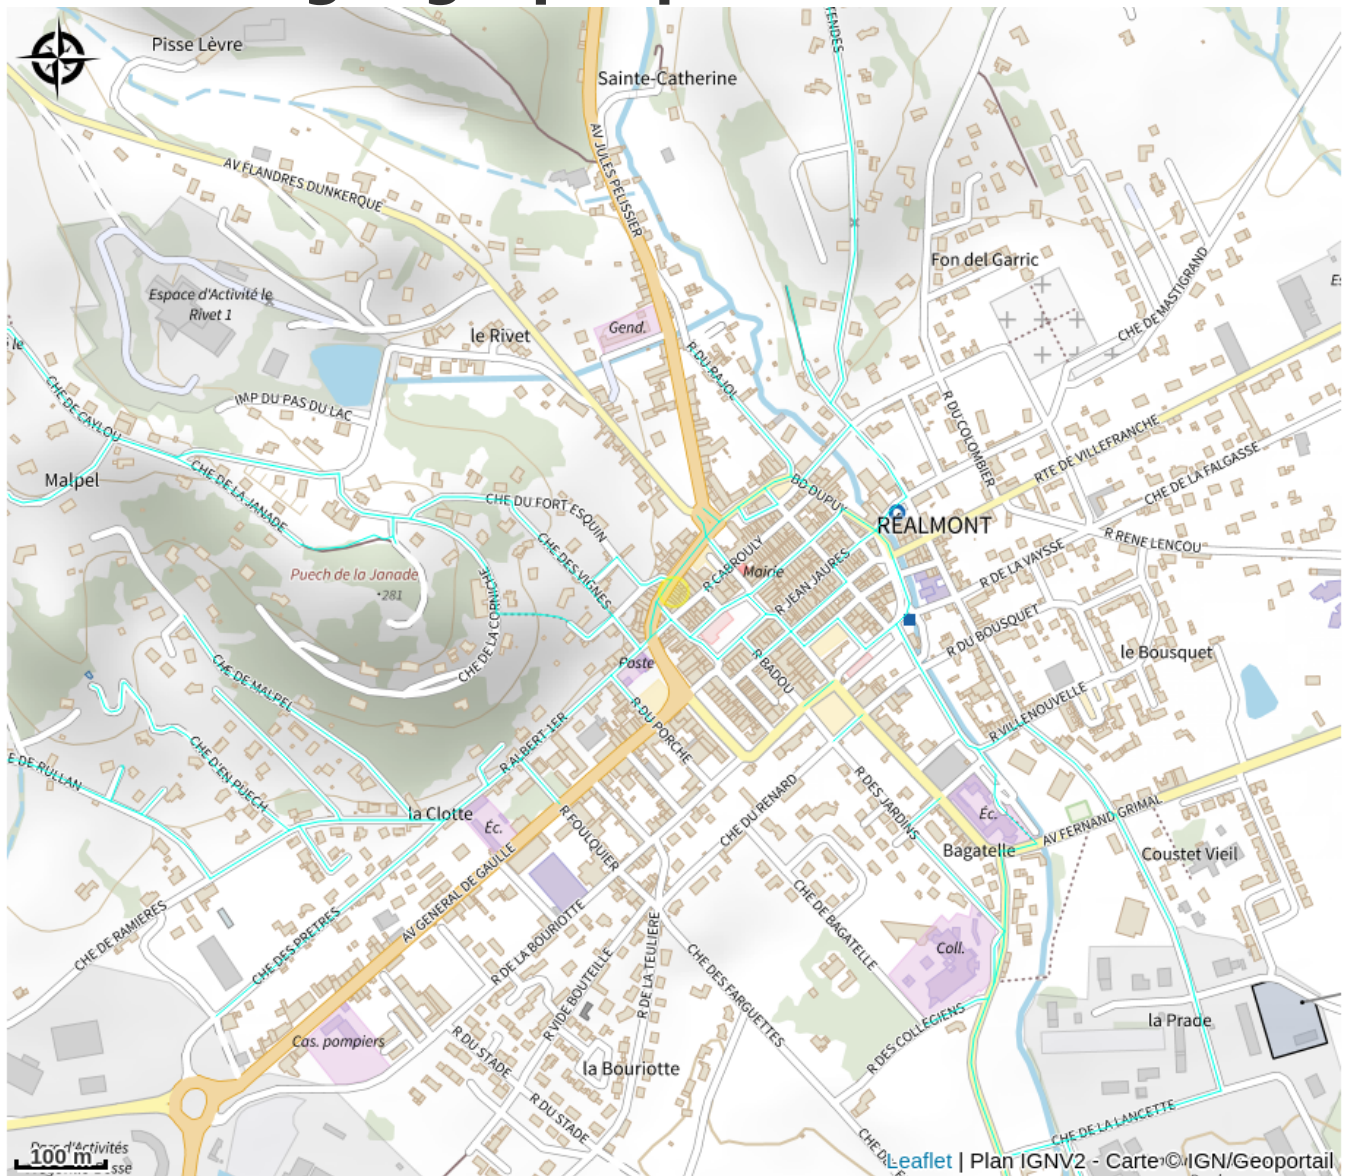 Pisse Lèvre
Sainte-Catherine
AV JULES PELISSIER
AV FLANDRES DUNKERQUE
Fon del Garric
CHE DE MASTIGRAND
Espace d'Activité le
Rivet 1
Gend.
le Rivet
R DU RAJOL
IMP DU PAS DU LAC
CHE DE CAYLOU
R DU COLOMBIER
RTE DE VILLEFRANCHE
CHE DE LA FALGASSE
Malpel
CHE DE LA JANADE
CHE DU FORT ESQUIN
BD DUPUY
RÉALMONT
R RENE LENCOU
CHE DES VIGNES
R CABROULY
Mairie
R JEAN JAURES
R DE LA VAYSSE
Puech de la Janade
281
CHE DE LA CORNICHE
R DU BOUSQUET
le Bousquet
Poste
R BADOU
CHE DE MALPEL
R VILLENOUVELLE
R DU PORCHE
R ALBERT 1ER
E DE RULLAN
CHE D'EN PUECH
la Clotte
Éc.
R FOULQUIER
CHE DU RENARD
R DES JARDINS
Éc.
AV FERNAND GRIMAL
Bagatelle
Coustet Vieil
AV GENERAL DE GAULLE
CHE DE RAMIERES
CHE DES PRETRES
R DE LA BOURIOTTE
R VIDE BOUTEILLE
R DE LA TEULIERE
CHE DE BAGATELLE
Coll.
CHE DES FARGUETTES
R DES COLLEGIENS
la Prade
Cas. pompiers
R DU STADE
la Bouriotte
R DU STADE
CHE DE LA LANCETTE
100 m
Leaflet | Plan IGNV2 - Carte © IGN/Geoportail